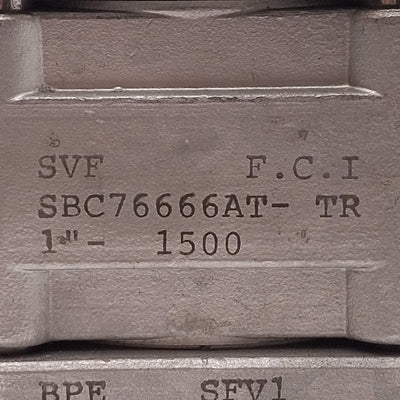 SVF F.C.I
SBC76666AT- TR
1"- 1500
BPE SFV1